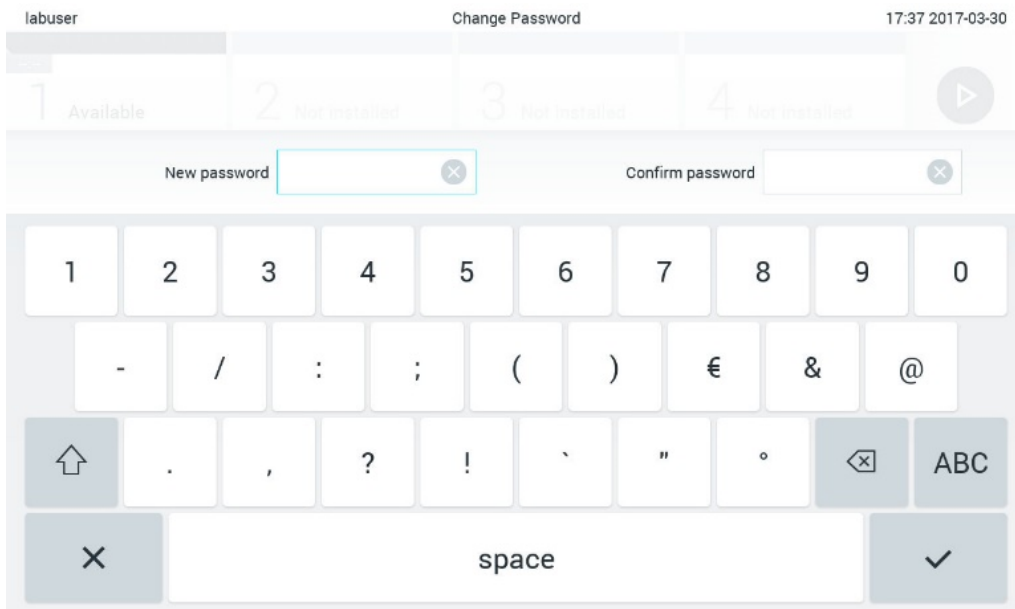 labuser Change Password 17:37 2017-03-30
1 Available 2 Not installed 3 Not installed 4 Not installed
New password Confirm password
1 2 3 4 5 6 7 8 9 0
- / : ; ( ) € & @
. , ? ! ` " ° ABC
space